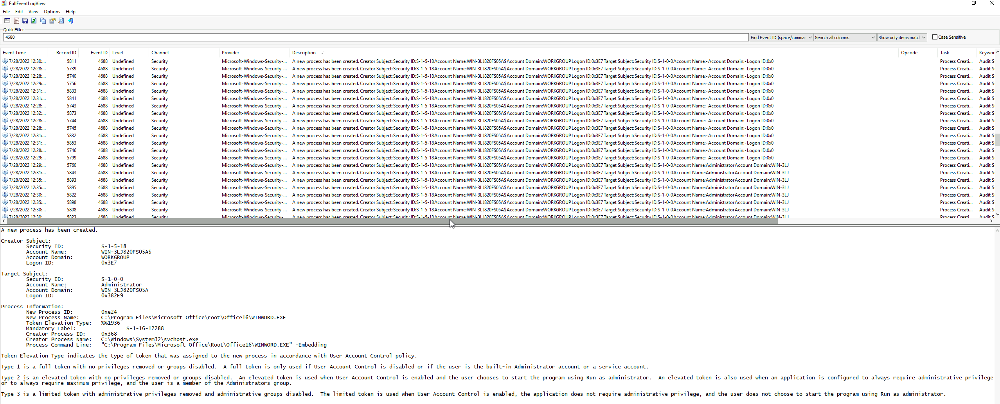 FullEventLogView
File Edit View Options Help
Quick Filter
4688 Find Event ID (space/comma Search all columns Show only items matcl Case Sensitive
Event Time Record ID Event ID Level Channel Provider Description Opcode Task Keywor
7/28/2022 12:30:... 5811 4688 Undefined Security Microsoft-Windows-Security-... A new process has been created. Creator Subject:Security ID:S-1-5-18Account Name:WIN-3LJ820FS05A$Account Domain:WORKGROUPLogon ID:0x3E7Target Subject:Security ID:S-1-0-0Account Name:-Account Domain:-Logon ID:0x0 Process Creati... Audit S
7/28/2022 12:28:... 5739 4688 Undefined Security Microsoft-Windows-Security-... A new process has been created. Creator Subject:Security ID:S-1-5-18Account Name:WIN-3LJ820FS05A$Account Domain:WORKGROUPLogon ID:0x3E7Target Subject:Security ID:S-1-0-0Account Name:-Account Domain:-Logon ID:0x0 Process Creati... Audit S
7/28/2022 12:28:... 5740 4688 Undefined Security Microsoft-Windows-Security-... A new process has been created. Creator Subject:Security ID:S-1-5-18Account Name:WIN-3LJ820FS05A$Account Domain:WORKGROUPLogon ID:0x3E7Target Subject:Security ID:S-1-0-0Account Name:-Account Domain:-Logon ID:0x0 Process Creati... Audit S
7/28/2022 12:29:... 5756 4688 Undefined Security Microsoft-Windows-Security-... A new process has been created. Creator Subject:Security ID:S-1-5-18Account Name:WIN-3LJ820FS05A$Account Domain:WORKGROUPLogon ID:0x3E7Target Subject:Security ID:S-1-0-0Account Name:-Account Domain:-Logon ID:0x0 Process Creati... Audit S
7/28/2022 12:31:... 5833 4688 Undefined Security Microsoft-Windows-Security-... A new process has been created. Creator Subject:Security ID:S-1-5-18Account Name:WIN-3LJ820FS05A$Account Domain:WORKGROUPLogon ID:0x3E7Target Subject:Security ID:S-1-0-0Account Name:-Account Domain:-Logon ID:0x0 Process Creati... Audit S
7/28/2022 12:31:... 5841 4688 Undefined Security Microsoft-Windows-Security-... A new process has been created. Creator Subject:Security ID:S-1-5-18Account Name:WIN-3LJ820FS05A$Account Domain:WORKGROUPLogon ID:0x3E7Target Subject:Security ID:S-1-0-0Account Name:-Account Domain:-Logon ID:0x0 Process Creati... Audit S
7/28/2022 12:28:... 5743 4688 Undefined Security Microsoft-Windows-Security-... A new process has been created. Creator Subject:Security ID:S-1-5-18Account Name:WIN-3LJ820FS05A$Account Domain:WORKGROUPLogon ID:0x3E7Target Subject:Security ID:S-1-0-0Account Name:-Account Domain:-Logon ID:0x0 Process Creati... Audit S
7/28/2022 12:32:... 5873 4688 Undefined Security Microsoft-Windows-Security-... A new process has been created. Creator Subject:Security ID:S-1-5-18Account Name:WIN-3LJ820FS05A$Account Domain:WORKGROUPLogon ID:0x3E7Target Subject:Security ID:S-1-0-0Account Name:-Account Domain:-Logon ID:0x0 Process Creati... Audit S
7/28/2022 12:28:... 5744 4688 Undefined Security Microsoft-Windows-Security-... A new process has been created. Creator Subject:Security ID:S-1-5-18Account Name:WIN-3LJ820FS05A$Account Domain:WORKGROUPLogon ID:0x3E7Target Subject:Security ID:S-1-0-0Account Name:-Account Domain:-Logon ID:0x0 Process Creati... Audit S
7/28/2022 12:28:... 5745 4688 Undefined Security Microsoft-Windows-Security-... A new process has been created. Creator Subject:Security ID:S-1-5-18Account Name:WIN-3LJ820FS05A$Account Domain:WORKGROUPLogon ID:0x3E7Target Subject:Security ID:S-1-0-0Account Name:-Account Domain:-Logon ID:0x0 Process Creati... Audit S
7/28/2022 12:31:... 5832 4688 Undefined Security Microsoft-Windows-Security-... A new process has been created. Creator Subject:Security ID:S-1-5-18Account Name:WIN-3LJ820FS05A$Account Domain:WORKGROUPLogon ID:0x3E7Target Subject:Security ID:S-1-0-0Account Name:-Account Domain:-Logon ID:0x0 Process Creati... Audit S
7/28/2022 12:31:... 5853 4688 Undefined Security Microsoft-Windows-Security-... A new process has been created. Creator Subject:Security ID:S-1-5-18Account Name:WIN-3LJ820FS05A$Account Domain:WORKGROUPLogon ID:0x3E7Target Subject:Security ID:S-1-0-0Account Name:-Account Domain:-Logon ID:0x0 Process Creati... Audit S
7/28/2022 12:28:... 5746 4688 Undefined Security Microsoft-Windows-Security-... A new process has been created. Creator Subject:Security ID:S-1-5-18Account Name:WIN-3LJ820FS05A$Account Domain:WORKGROUPLogon ID:0x3E7Target Subject:Security ID:S-1-0-0Account Name:-Account Domain:-Logon ID:0x0 Process Creati... Audit S
7/28/2022 12:29:... 5799 4688 Undefined Security Microsoft-Windows-Security-... A new process has been created. Creator Subject:Security ID:S-1-5-18Account Name:WIN-3LJ820FS05A$Account Domain:WORKGROUPLogon ID:0x3E7Target Subject:Security ID:S-1-0-0Account Name:-Account Domain:-Logon ID:0x0 Process Creati... Audit S
7/28/2022 12:29:... 5760 4688 Undefined Security Microsoft-Windows-Security-... A new process has been created. Creator Subject:Security ID:S-1-5-18Account Name:WIN-3LJ820FS05A$Account Domain:WORKGROUPLogon ID:0x3E7Target Subject:Security ID:S-1-0-0Account Name:AdministratorAccount Domain:WIN-3LJ Process Creati... Audit S
7/28/2022 12:31:... 5843 4688 Undefined Security Microsoft-Windows-Security-... A new process has been created. Creator Subject:Security ID:S-1-5-18Account Name:WIN-3LJ820FS05A$Account Domain:WORKGROUPLogon ID:0x3E7Target Subject:Security ID:S-1-0-0Account Name:AdministratorAccount Domain:WIN-3LJ Process Creati... Audit S
7/28/2022 12:35:... 5893 4688 Undefined Security Microsoft-Windows-Security-... A new process has been created. Creator Subject:Security ID:S-1-5-18Account Name:WIN-3LJ820FS05A$Account Domain:WORKGROUPLogon ID:0x3E7Target Subject:Security ID:S-1-0-0Account Name:AdministratorAccount Domain:WIN-3LJ Process Creati... Audit S
7/28/2022 12:35:... 5895 4688 Undefined Security Microsoft-Windows-Security-... A new process has been created. Creator Subject:Security ID:S-1-5-18Account Name:WIN-3LJ820FS05A$Account Domain:WORKGROUPLogon ID:0x3E7Target Subject:Security ID:S-1-0-0Account Name:AdministratorAccount Domain:WIN-3LJ Process Creati... Audit S
7/28/2022 12:30:... 5822 4688 Undefined Security Microsoft-Windows-Security-... A new process has been created. Creator Subject:Security ID:S-1-5-18Account Name:WIN-3LJ820FS05A$Account Domain:WORKGROUPLogon ID:0x3E7Target Subject:Security ID:S-1-0-0Account Name:AdministratorAccount Domain:WIN-3LJ Process Creati... Audit S
7/28/2022 12:35:... 5898 4688 Undefined Security Microsoft-Windows-Security-... A new process has been created. Creator Subject:Security ID:S-1-5-18Account Name:WIN-3LJ820FS05A$Account Domain:WORKGROUPLogon ID:0x3E7Target Subject:Security ID:S-1-0-0Account Name:AdministratorAccount Domain:WIN-3LJ Process Creati... Audit S
7/28/2022 12:30:... 5808 4688 Undefined Security Microsoft-Windows-Security-... A new process has been created. Creator Subject:Security ID:S-1-5-18Account Name:WIN-3LJ820FS05A$Account Domain:WORKGROUPLogon ID:0x3E7Target Subject:Security ID:S-1-0-0Account Name:AdministratorAccount Domain:WIN-3LJ Process Creati... Audit S
7/28/2022 12:30:... 5823 4688 Undefined Security Microsoft-Windows-Security-... A new process has been created. Creator Subject:Security ID:S-1-5-18Account Name:WIN-3LJ820FS05A$Account Domain:WORKGROUPLogon ID:0x3E7Target Subject:Security ID:S-1-0-0Account Name:AdministratorAccount Domain:WIN-3LJ Process Creati... Audit S
A new process has been created.
Creator Subject:
Security ID: S-1-5-18
Account Name: WIN-3LJ820FS05A$
Account Domain: WORKGROUP
Logon ID: 0x3E7
Target Subject:
Security ID: S-1-0-0
Account Name: Administrator
Account Domain: WIN-3LJ820FS05A
Logon ID: 0x382E9
Process Information:
New Process ID: 0xe24
New Process Name: C:\Program Files\Microsoft Office\root\Office16\WINWORD.EXE
Token Elevation Type: %%1936
Mandatory Label: S-1-16-12288
Creator Process ID: 0x368
Creator Process Name: C:\Windows\System32\svchost.exe
Process Command Line: "C:\Program Files\Microsoft Office\Root\Office16\WINWORD.EXE" -Embedding
Token Elevation Type indicates the type of token that was assigned to the new process in accordance with User Account Control policy.
Type 1 is a full token with no privileges removed or groups disabled. A full token is only used if User Account Control is disabled or if the user is the built-in Administrator account or a service account.
Type 2 is an elevated token with no privileges removed or groups disabled. An elevated token is used when User Account Control is enabled and the user chooses to start the program using Run as administrator. An elevated token is also used when an application is configured to always require administrative privilege
or to always require maximum privilege, and the user is a member of the Administrators group.
Type 3 is a limited token with administrative privileges removed and administrative groups disabled. The limited token is used when User Account Control is enabled, the application does not require administrative privilege, and the user does not choose to start the program using Run as administrator.